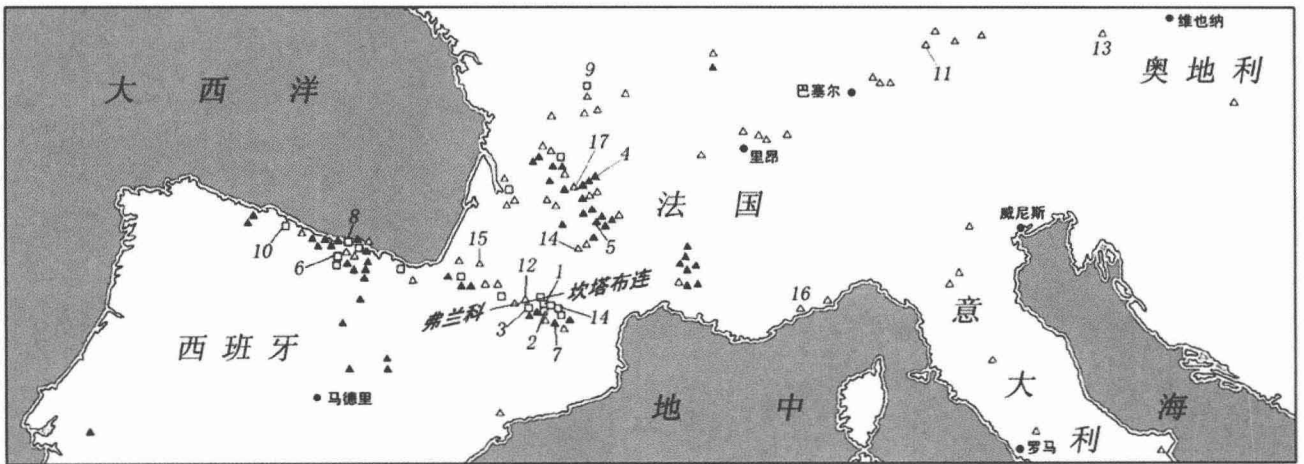 维也纳
13
奥地利
11
9
大西洋
巴塞尔
17
4
里昂
法国
威尼斯
8
10
6
14
5
15
12
1
坎塔布连
弗兰科
3
2
14
7
16
意
西班牙
马德里
大
地中海
利
罗马